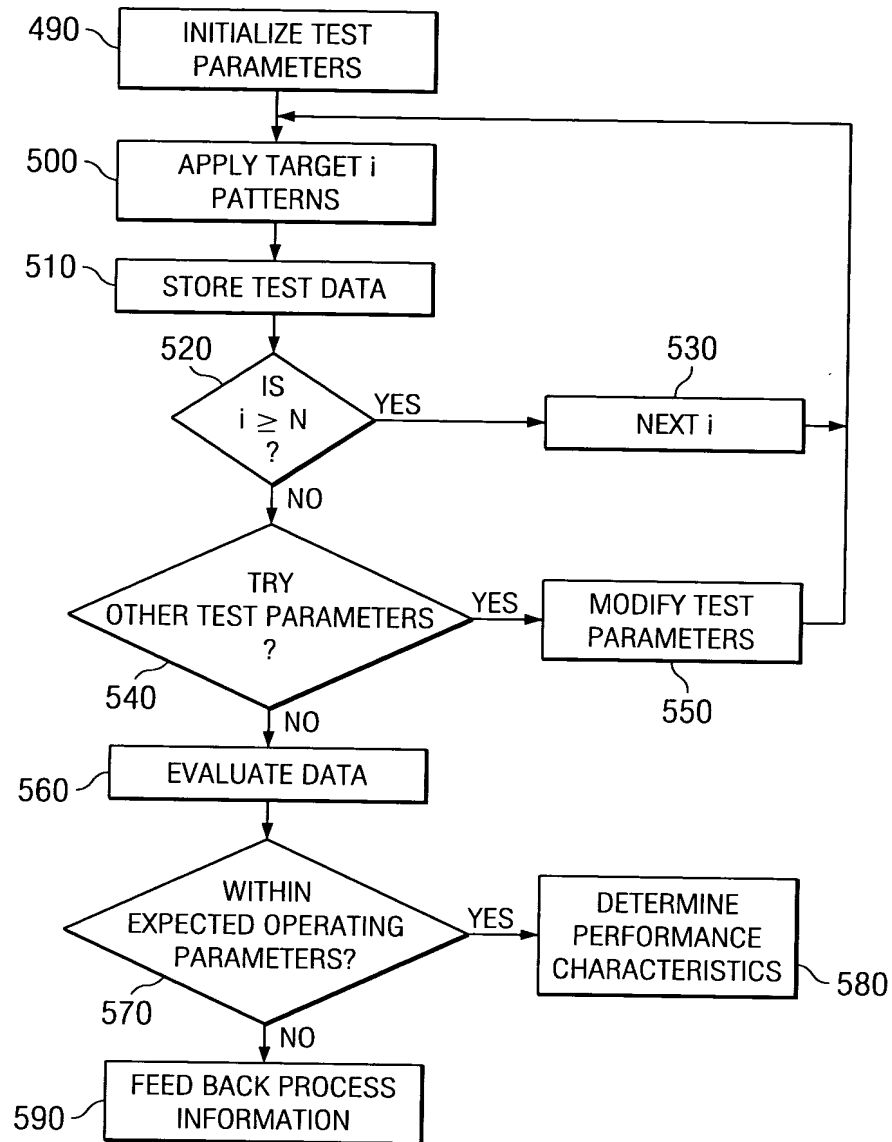 490
INITIALIZE TEST
PARAMETERS
500
APPLY TARGET i
PATTERNS
510
STORE TEST DATA
520
IS
i ≥ N
?
YES
530
NEXT i
NO
TRY
OTHER TEST PARAMETERS
?
YES
MODIFY TEST
PARAMETERS
540
550
NO
560
EVALUATE DATA
WITHIN
EXPECTED OPERATING
PARAMETERS?
YES
DETERMINE
PERFORMANCE
CHARACTERISTICS
570
580
NO
590
FEED BACK PROCESS
INFORMATION